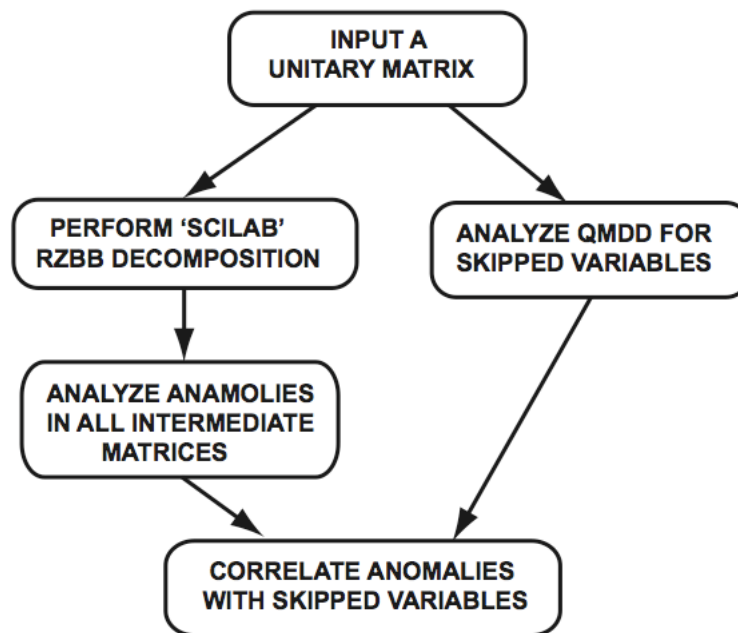 INPUT A
UNITARY MATRIX
PERFORM ‘SCILAB’
RZBB DECOMPOSITION
ANALYZE QMDD FOR
SKIPPED VARIABLES
ANALYZE ANAMOLIES
IN ALL INTERMEDIATE
MATRICES
CORRELATE ANOMALIES
WITH SKIPPED VARIABLES